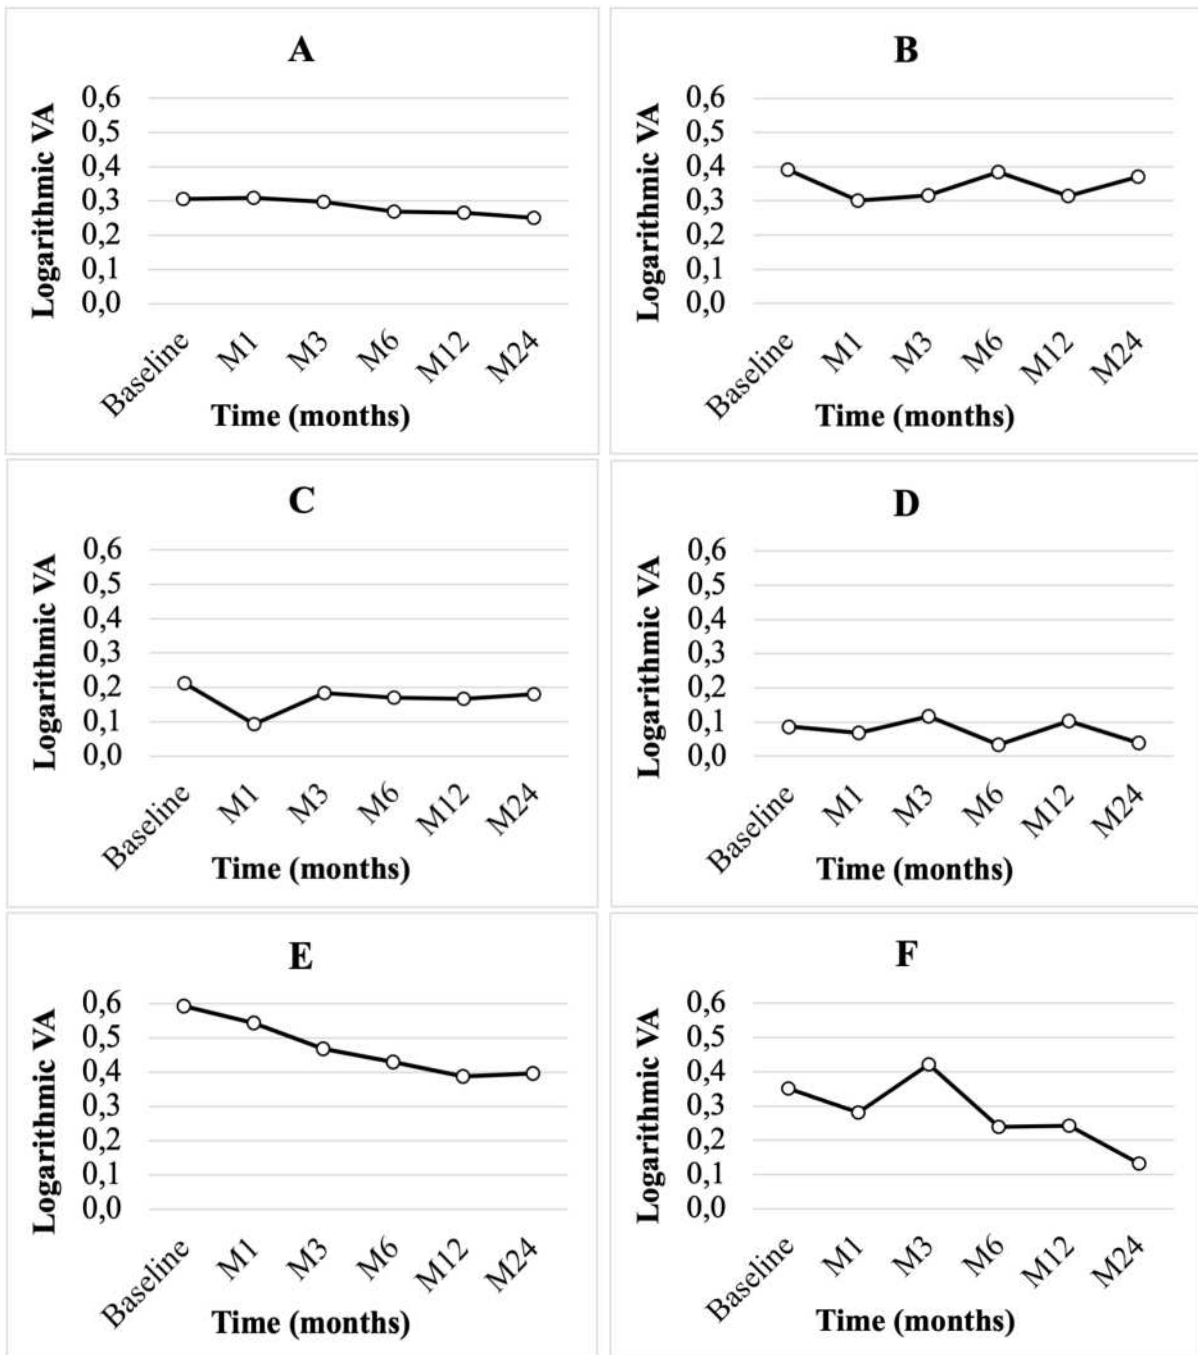 A
Logarithmic VA
0,6
0,5
0,4
0,3
0,2
0,1
0,0
Baseline
M1
M3
M6
M12
M24
Time (months)
B
Logarithmic VA
0,6
0,5
0,4
0,3
0,2
0,1
0,0
Baseline
M1
M3
M6
M12
M24
Time (months)
C
Logarithmic VA
0,6
0,5
0,4
0,3
0,2
0,1
0,0
Baseline
M1
M3
M6
M12
M24
Time (months)
D
Logarithmic VA
0,6
0,5
0,4
0,3
0,2
0,1
0,0
Baseline
M1
M3
M6
M12
M24
Time (months)
E
Logarithmic VA
0,6
0,5
0,4
0,3
0,2
0,1
0,0
Baseline
M1
M3
M6
M12
M24
Time (months)
F
Logarithmic VA
0,6
0,5
0,4
0,3
0,2
0,1
0,0
Baseline
M1
M3
M6
M12
M24
Time (months)